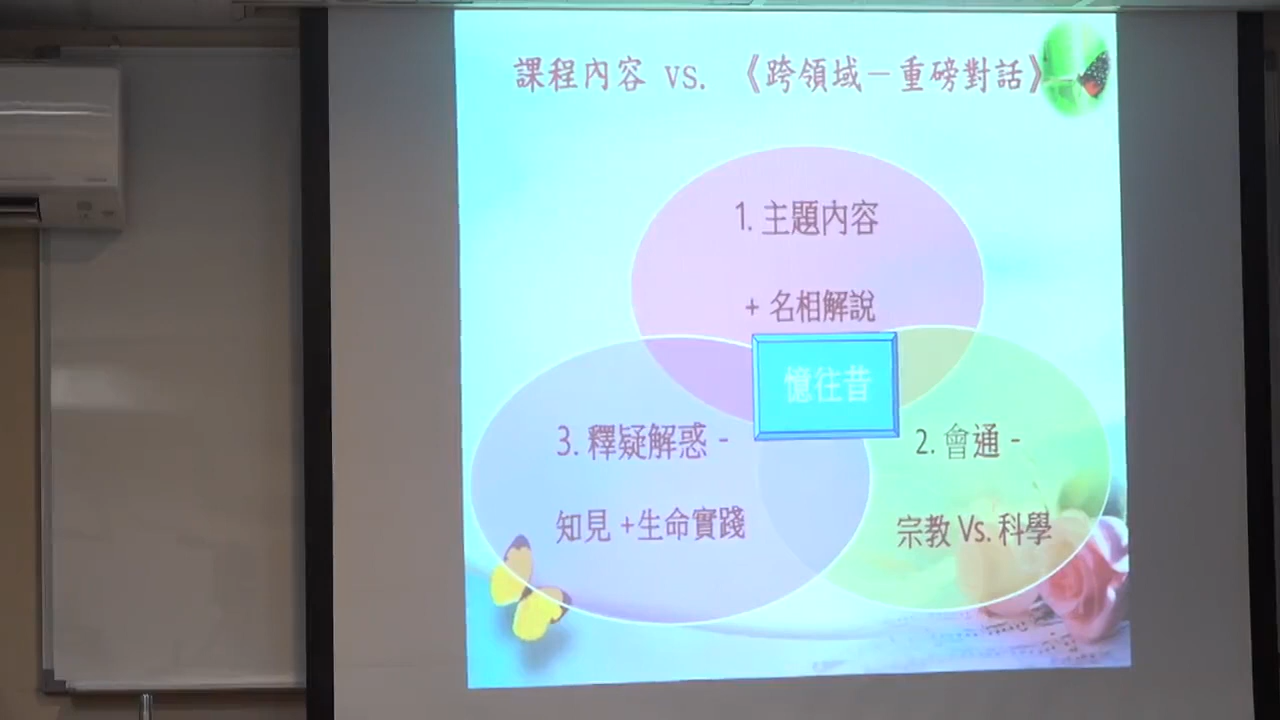 課程內容 vs. 《跨領域－重磅對話》
1. 主題內容
+ 名相解說
憶往昔
3. 釋疑解惑 -
知見 +生命實踐
2. 會通 -
宗教 Vs. 科學